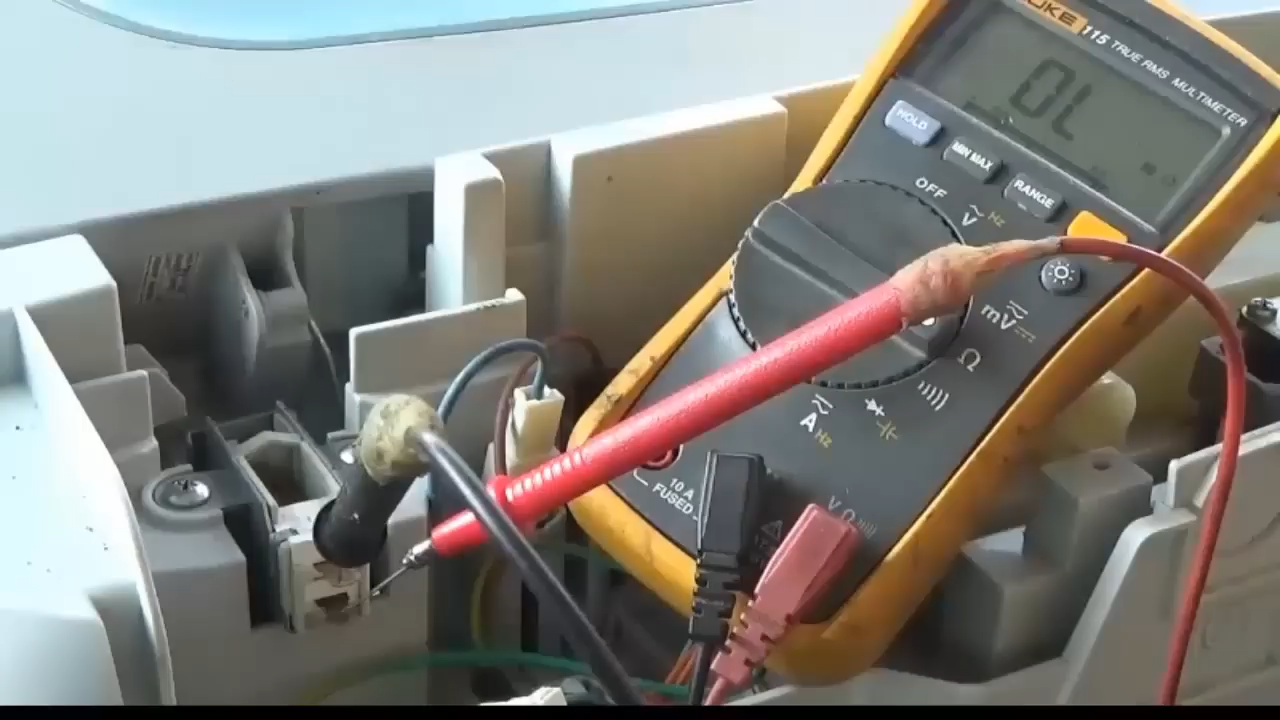 UKE 115 TRUE RMS MULTIMETER
OL
HOLD
MIN MAX
RANGE
OFF
V Hz
mV
Ω
A Hz
10 A
FUSED
V Ω